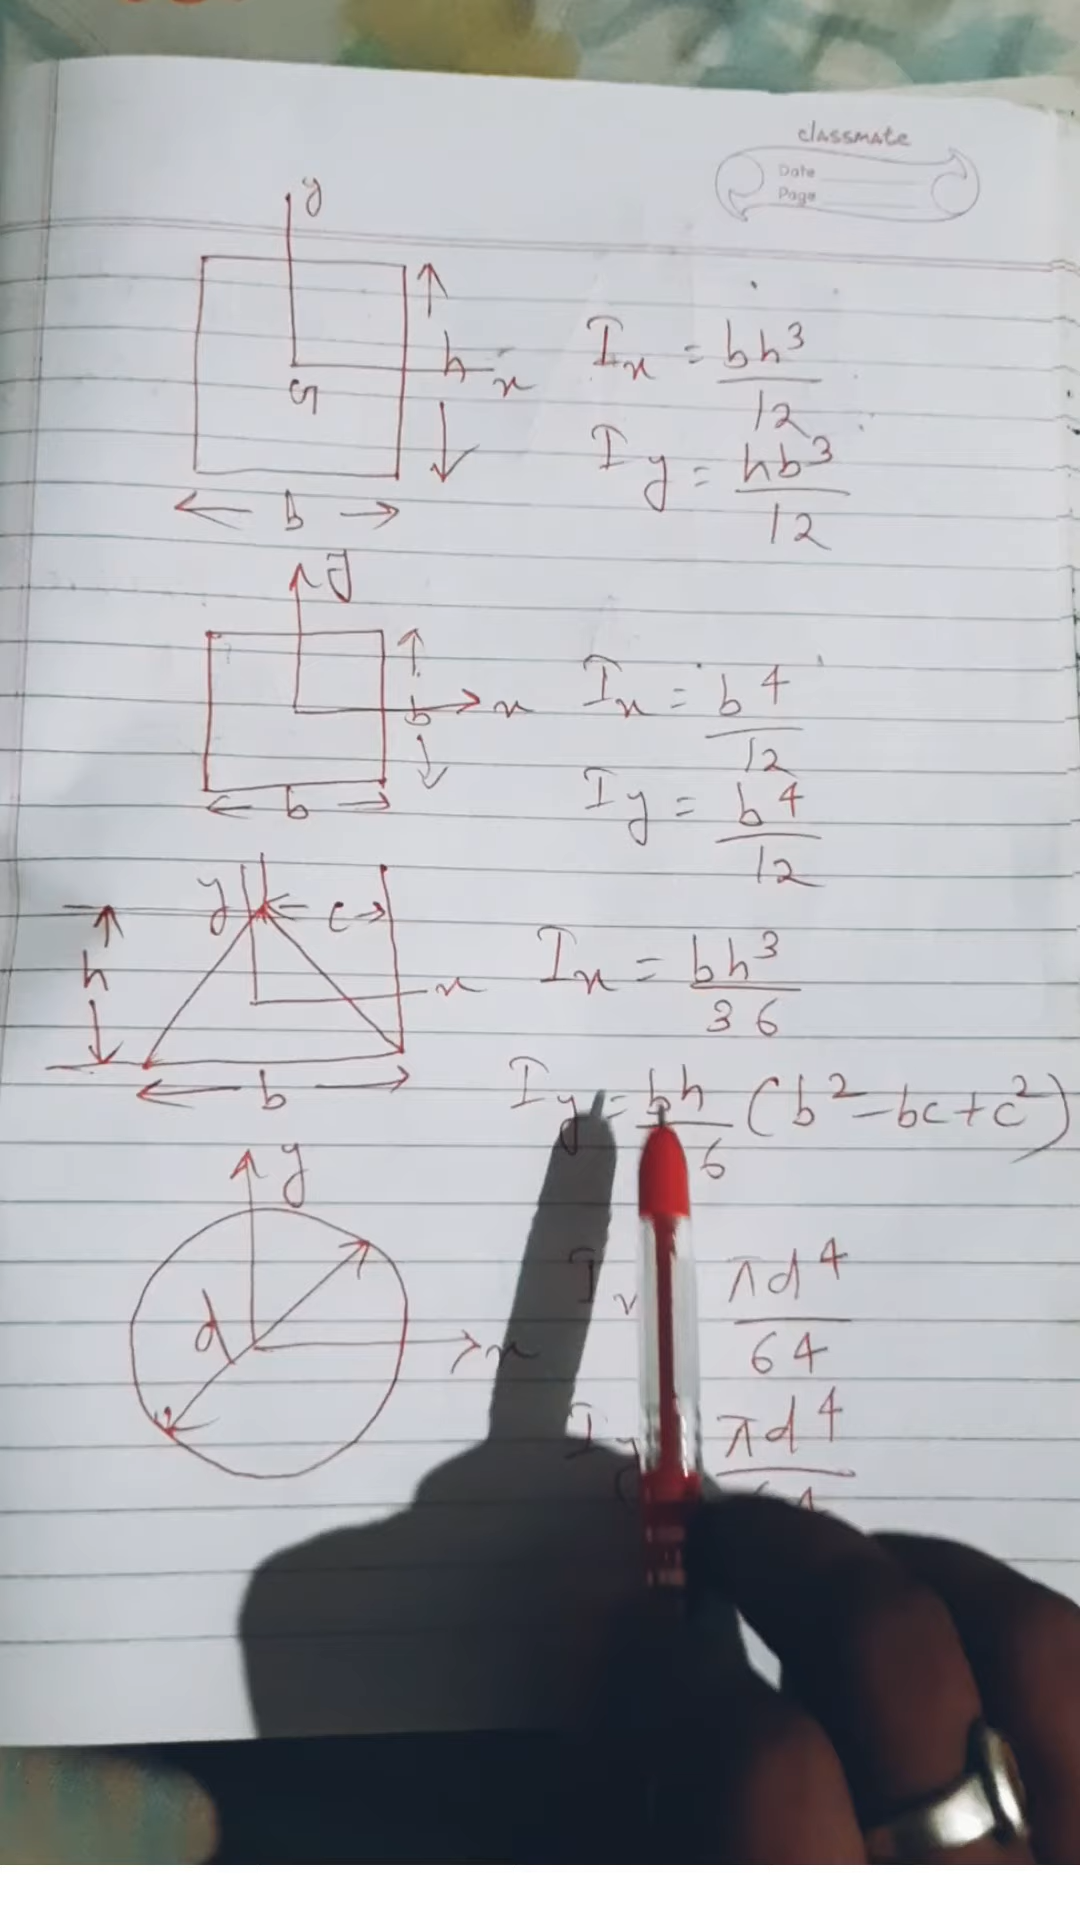 classmate
Date
Page
y
h
x
G
b
Ix = bh³/12
Iy = hb³/12
y
b
x
b
Ix = b⁴/12
Iy = b⁴/12
y
c
h
x
b
Ix = bh³/36
Iy = bh/6 (b² - bc + c²)
y
d
x
I πd⁴/64
Iy πd⁴